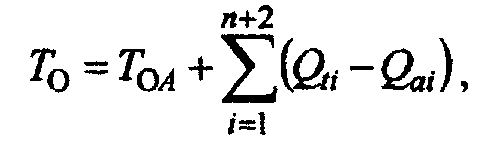 T_O = T_{OA} + \sum_{i=1}^{n+2} (Q_{ti} - Q_{ai}),